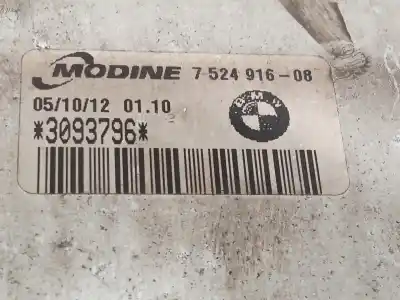 MODINE 7 524 916-08
05/10/12 01.10
BMW
*3093796*